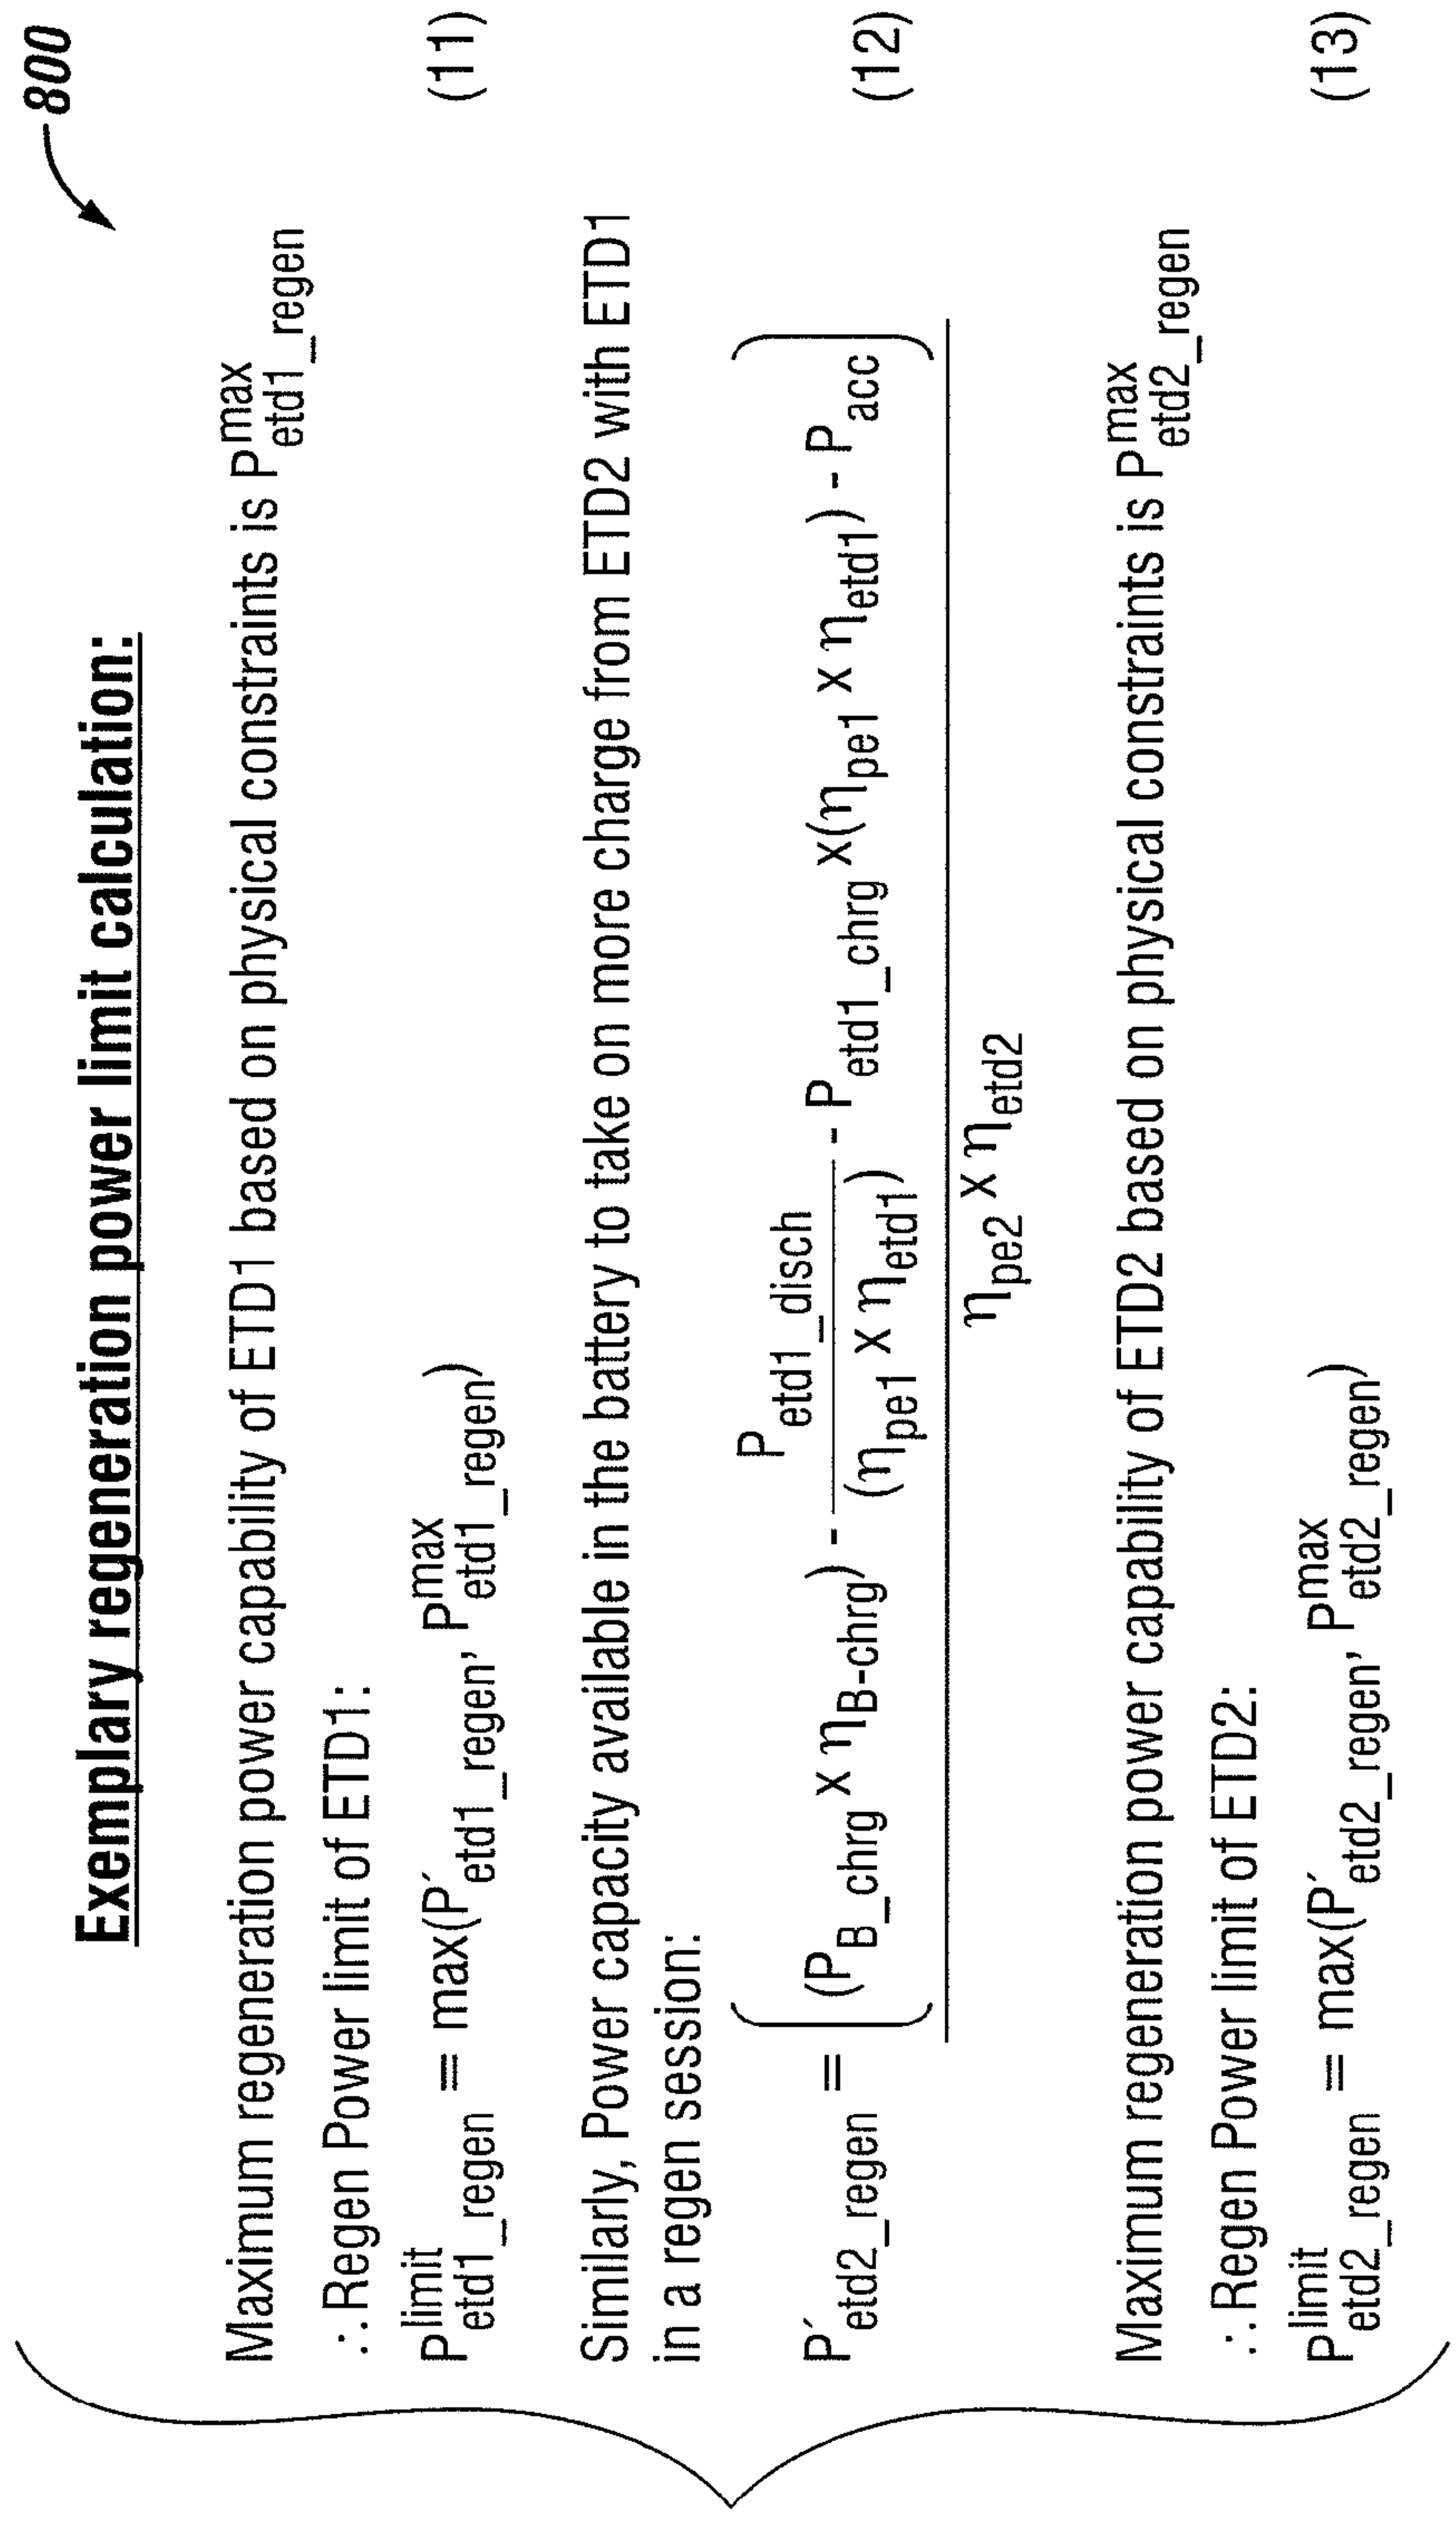 800
Exemplary regeneration power limit calculation:
Maximum regeneration power capability of ETD1 based on physical constraints is P^max_etd1_regen
∴ Regen Power limit of ETD1:
P^limit_etd1_regen = max(P′_etd1_regen, P^max_etd1_regen) (11)
Similarly, Power capacity available in the battery to take on more charge from ETD2 with ETD1
in a regen session:
P′_etd2_regen = ((P_B_chrg x η_B-chrg) - P_etd1_disch / (η_pe1 x η_etd1) - P_etd1_chrg x(η_pe1 x η_etd1) - P_acc) / η_pe2 x η_etd2 (12)
Maximum regeneration power capability of ETD2 based on physical constraints is P^max_etd2_regen
∴ Regen Power limit of ETD2:
P^limit_etd2_regen = max(P′_etd2_regen, P^max_etd2_regen) (13)